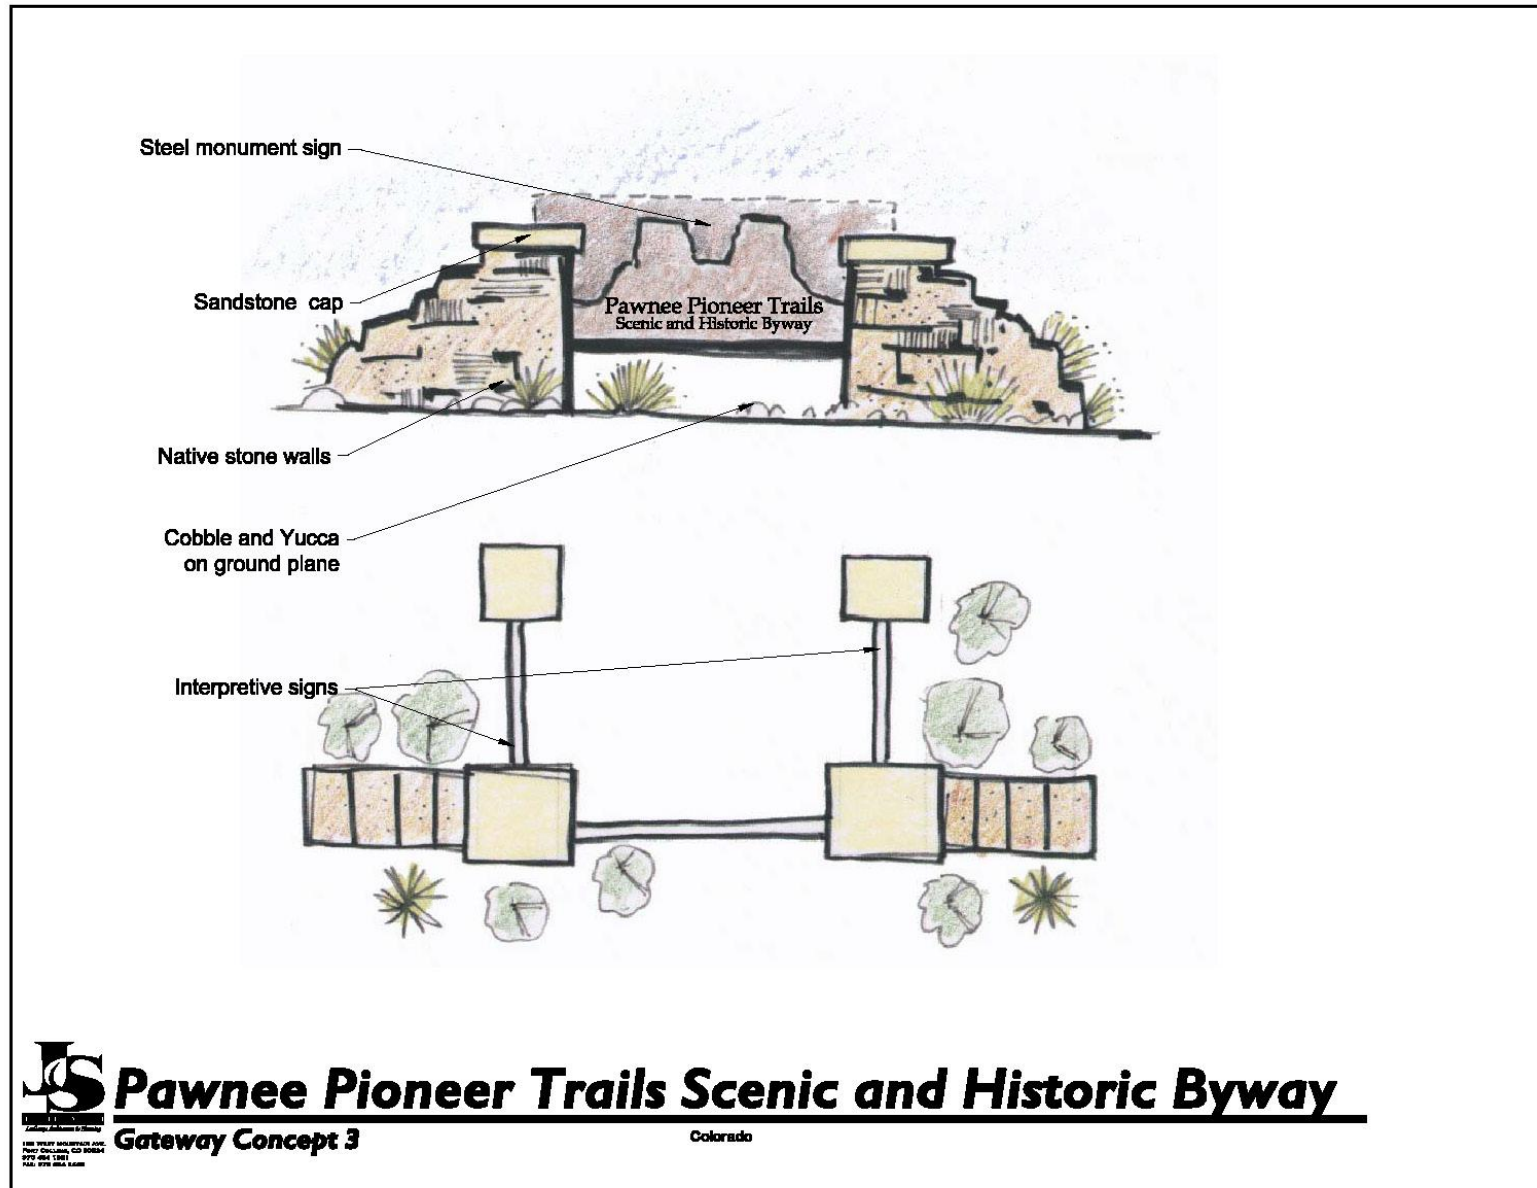 Steel monument sign
Sandstone cap
Pawnee Pioneer Trails
Scenic and Historic Byway
Native stone walls
Cobble and Yucca
on ground plane
Interpretive signs
JS
Pawnee Pioneer Trails Scenic and Historic Byway
Gateway Concept 3
Colorado